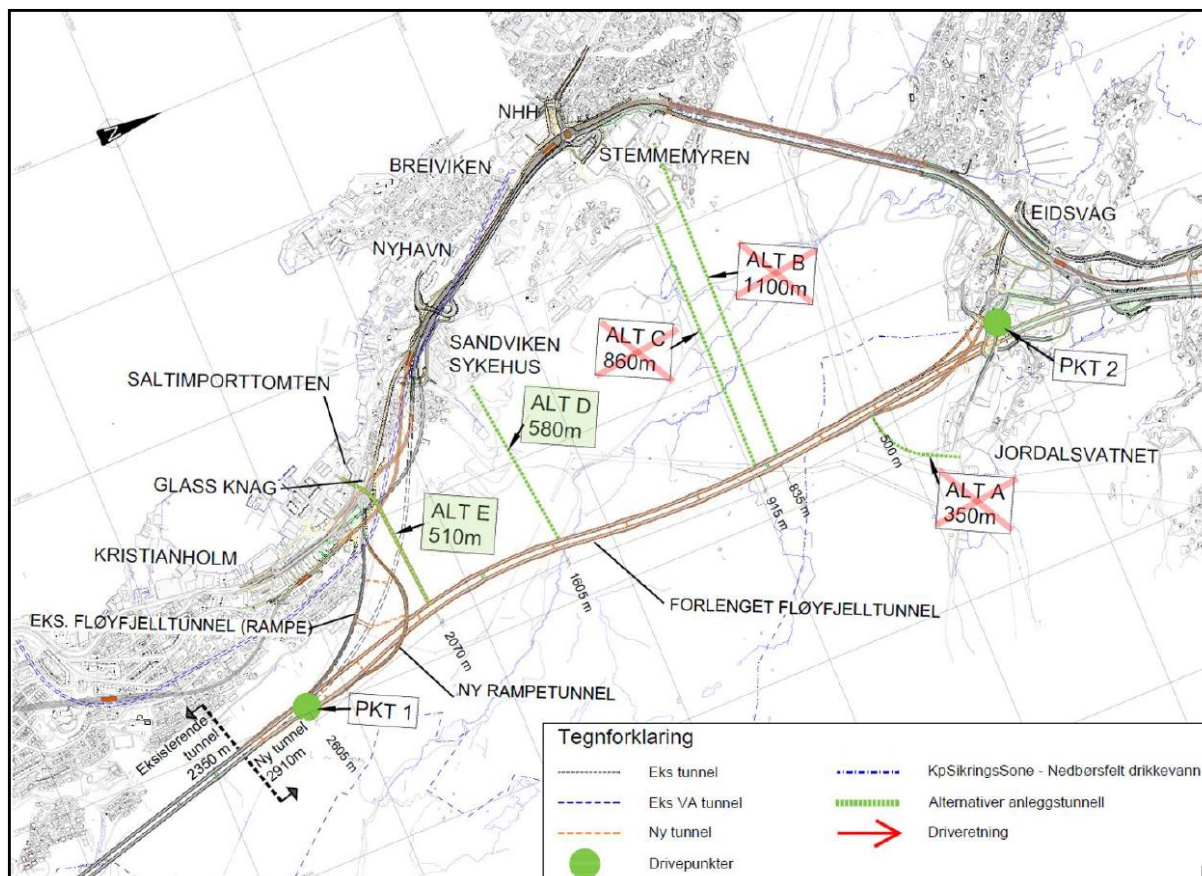 N
NHH
STEMMEMYREN
BREIVIKEN
EIDSVÅG
NYHAVN
ALT B
1100m
ALT C
860m
SANDVIKEN
SYKEHUS
PKT 2
SALTIMPORTTOMTEN
ALT D
580m
500 m
JORDALSVATNET
ALT A
350m
GLASS KNAG
835 m
915 m
ALT E
510m
KRISTIANHOLM
1605 m
FORLENGET FLØYFJELLTUNNEL
EKS. FLØYFJELLTUNNEL (RAMPE)
2070 m
NY RAMPETUNNEL
PKT 1
Eksisterende
tunnel
2350 m
Ny tunnel
2910m
2605 m
Tegnforklaring
Eks tunnel
Eks VA tunnel
Ny tunnel
Drivepunkter
KpSikringsSone - Nedbørsfelt drikkevann
Alternativer anleggstunnell
Driveretning